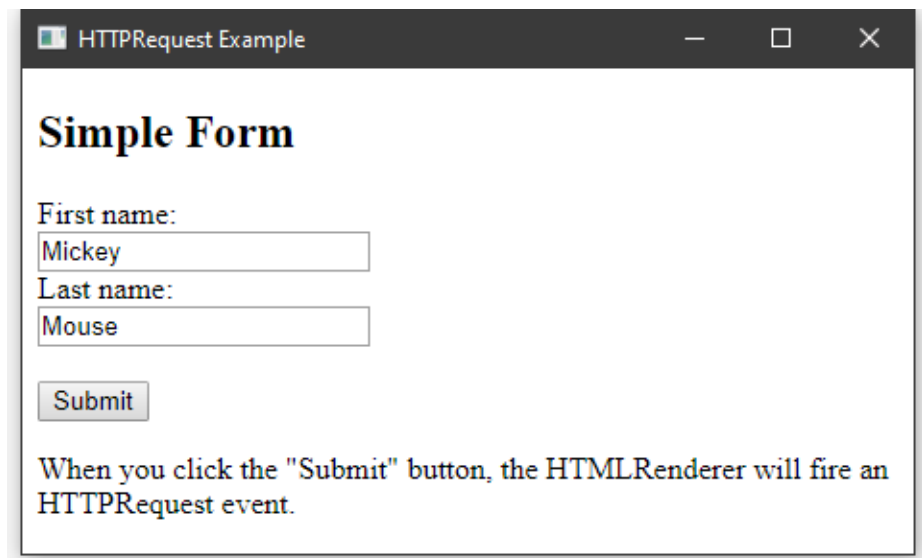 HTTPRequest Example
Simple Form
First name:
Mickey
Last name:
Mouse
Submit
When you click the "Submit" button, the HTMLRenderer will fire an
HTTPRequest event.